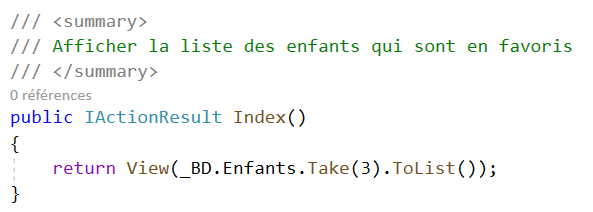 /// <summary>
/// Afficher la liste des enfants qui sont en favoris
/// </summary>
0 références
public IActionResult Index()
{
    return View(_BD.Enfants.Take(3).ToList());
}